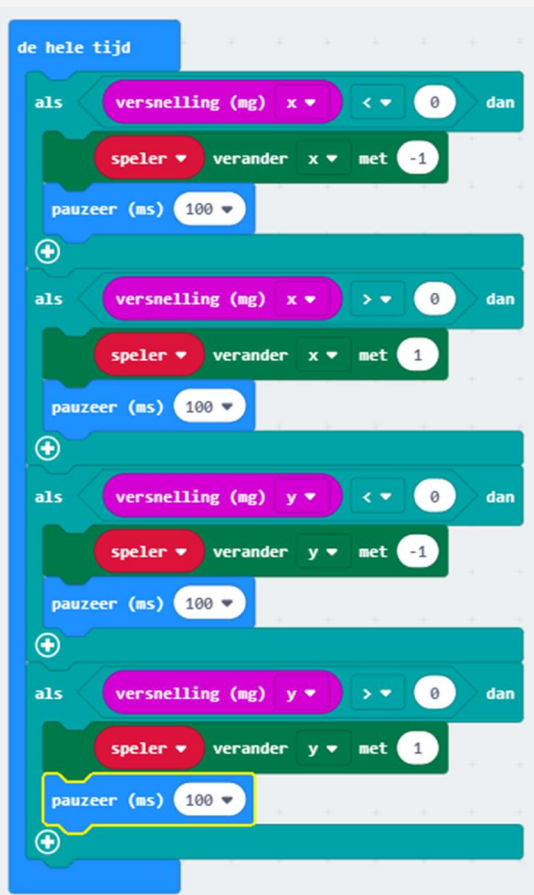 de hele tijd
als versnelling (mg) x < 0 dan
speler verander x met -1
pauzeer (ms) 100
als versnelling (mg) x > 0 dan
speler verander x met 1
pauzeer (ms) 100
als versnelling (mg) y < 0 dan
speler verander y met -1
pauzeer (ms) 100
als versnelling (mg) y > 0 dan
speler verander y met 1
pauzeer (ms) 100